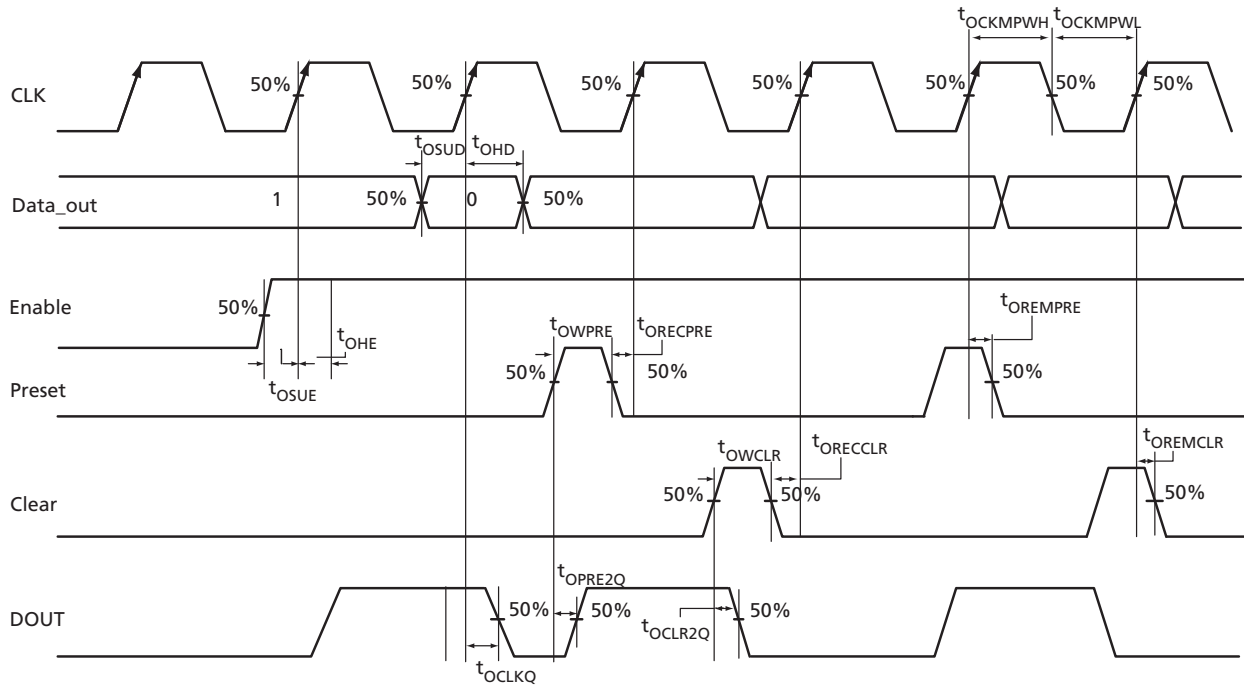 tOCKMPWH tOCKMPWL
CLK 50% 50% 50% 50% 50% 50% 50%
tOSUD tOHD
Data_out 1 50% 0 50%
Enable 50%
tOHE
tOSUE
tOWPRE tORECPRE tOREMPRE
Preset 50% 50% 50%
tOWCLR tORECCLR tOREMCLR
Clear 50% 50% 50%
tOPRE2Q
DOUT 50% 50% tOCLR2Q 50%
tOCLKQ